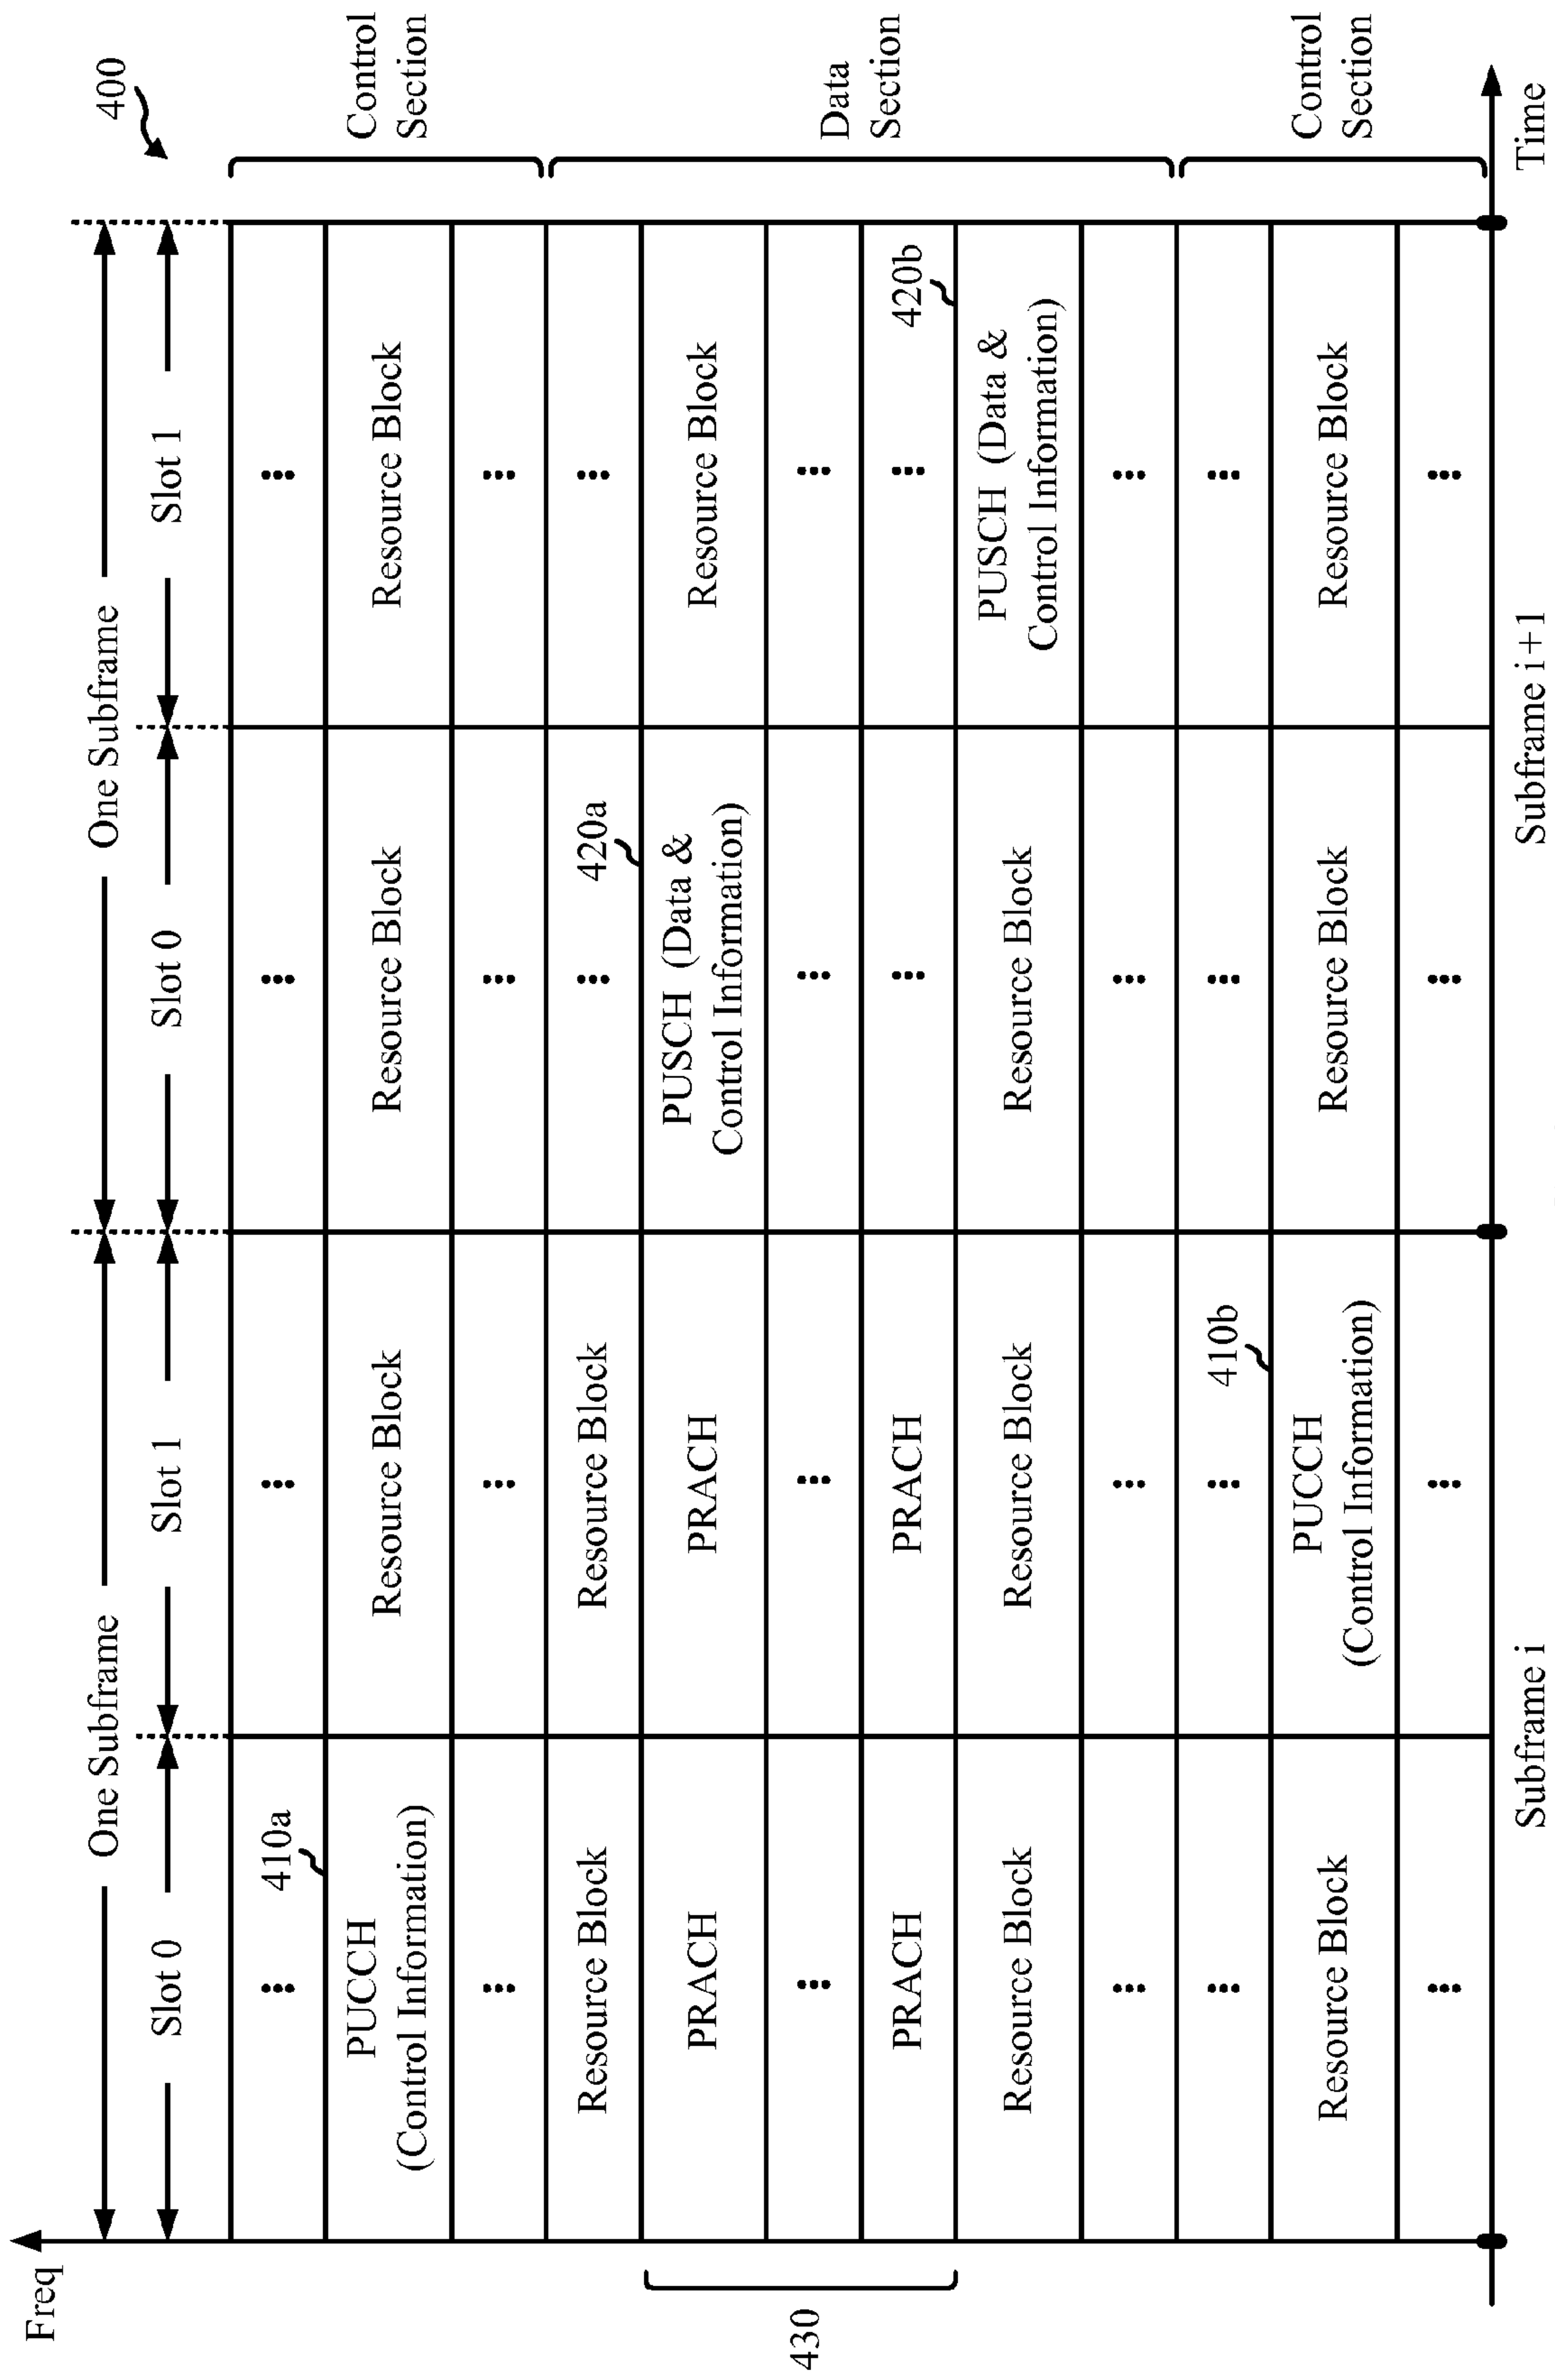 400
One Subframe
One Subframe
Slot 0
Slot 1
Slot 0
Slot 1
Freq
Control
Section
410a
PUCCH
(Control Information)
Resource Block
Resource Block
Resource Block
Data
Section
Resource Block
Resource Block
420a
430
PRACH
PRACH
PUSCH (Data &
Control Information)
Resource Block
PRACH
PRACH
420b
Resource Block
Resource Block
Resource Block
PUSCH (Data &
Control Information)
Control
Section
410b
Resource Block
PUCCH
(Control Information)
Resource Block
Resource Block
Subframe i
Subframe i+1
Time